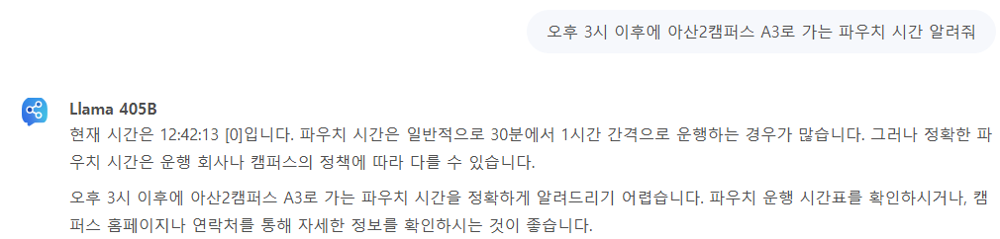 오후 3시 이후에 아산2캠퍼스 A3로 가는 파우치 시간 알려줘
Llama 405B
현재 시간은 12:42:13 [0]입니다. 파우치 시간은 일반적으로 30분에서 1시간 간격으로 운행하는 경우가 많습니다. 그러나 정확한 파
우치 시간은 운행 회사나 캠퍼스의 정책에 따라 다를 수 있습니다.
오후 3시 이후에 아산2캠퍼스 A3로 가는 파우치 시간을 정확하게 알려드리기 어렵습니다. 파우치 운행 시간표를 확인하시거나, 캠
퍼스 홈페이지나 연락처를 통해 자세한 정보를 확인하시는 것이 좋습니다.